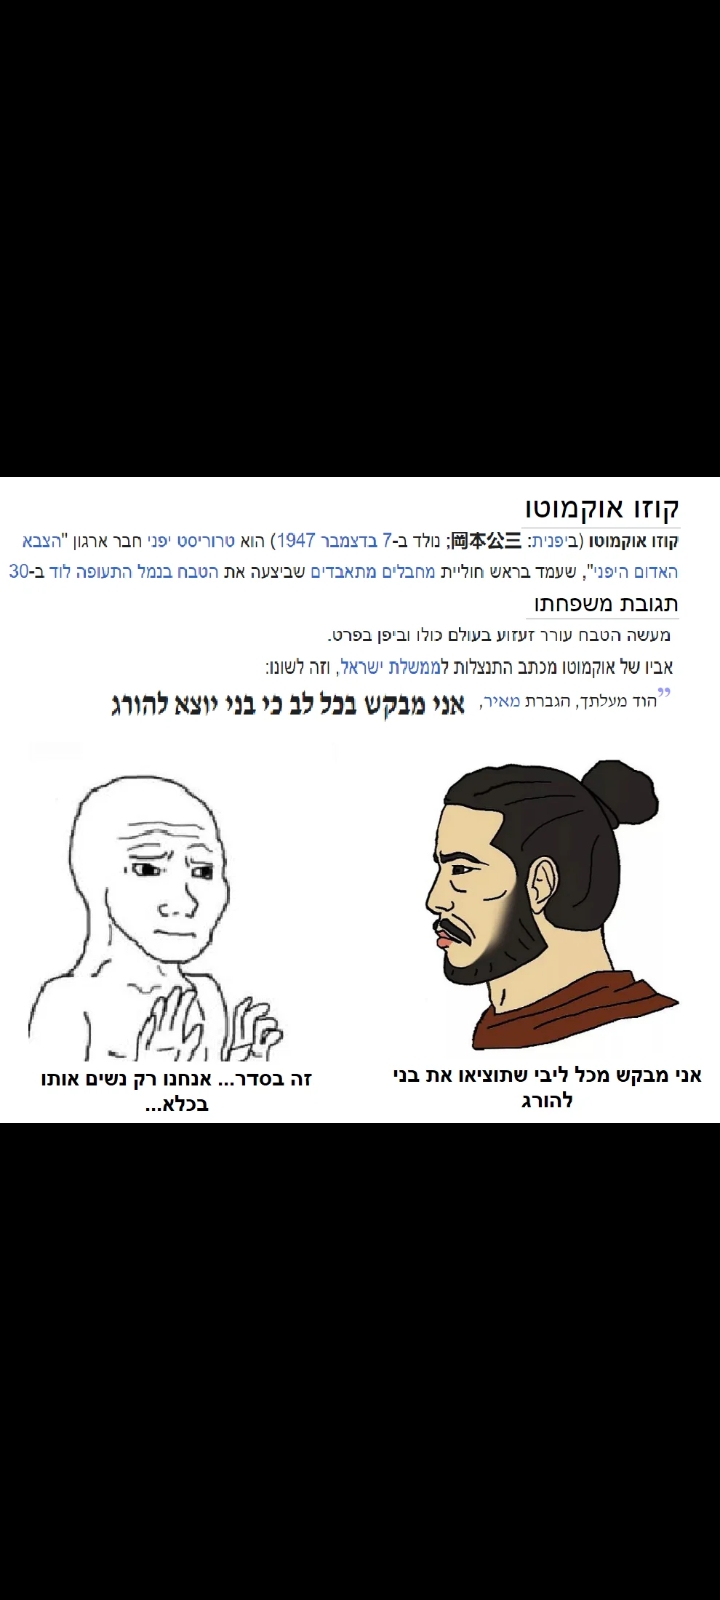 קוזו אוקמוטו
קוזו אוקמוטו (ביפנית: 岡本公三; נולד ב-7 בדצמבר 1947) הוא טרוריסט יפני חבר ארגון "הצבא
האדום היפני", שעמד בראש חוליית מחבלים מתאבדים שביצעה את הטבח בנמל התעופה לוד ב-30
תגובת משפחתו
מעשה הטבח עורר זעזוע בעולם כולו וביפן בפרט.
אביו של אוקמוטו מכתב התנצלות לממשלת ישראל, וזה לשונו:
”הוד מעלתך, הגברת מאיר, אני מבקש בכל לב כי בני יוצא להורג
אני מבקש מכל ליבי שתוציאו את בני
להורג
זה בסדר... אנחנו רק נשים אותו
בכלא...